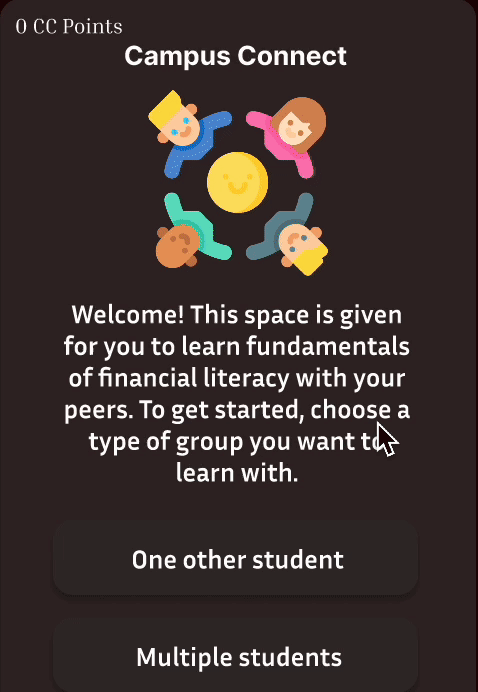 0 CC Points
Campus Connect
Welcome! This space is given
for you to learn fundamentals
of financial literacy with your
peers. To get started, choose a
type of group you want to
learn with.
One other student
Multiple students